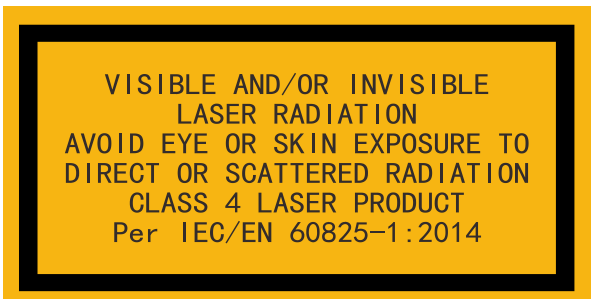 VISIBLE AND/OR INVISIBLE
LASER RADIATION
AVOID EYE OR SKIN EXPOSURE TO
DIRECT OR SCATTERED RADIATION
CLASS 4 LASER PRODUCT
Per IEC/EN 60825-1:2014